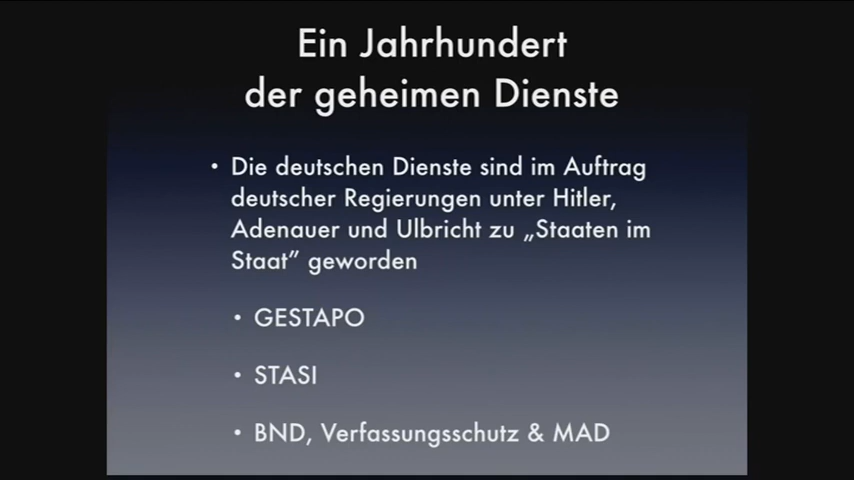 Ein Jahrhundert
der geheimen Dienste
• Die deutschen Dienste sind im Auftrag
deutscher Regierungen unter Hitler,
Adenauer und Ulbricht zu „Staaten im
Staat” geworden
• GESTAPO
• STASI
• BND, Verfassungsschutz & MAD